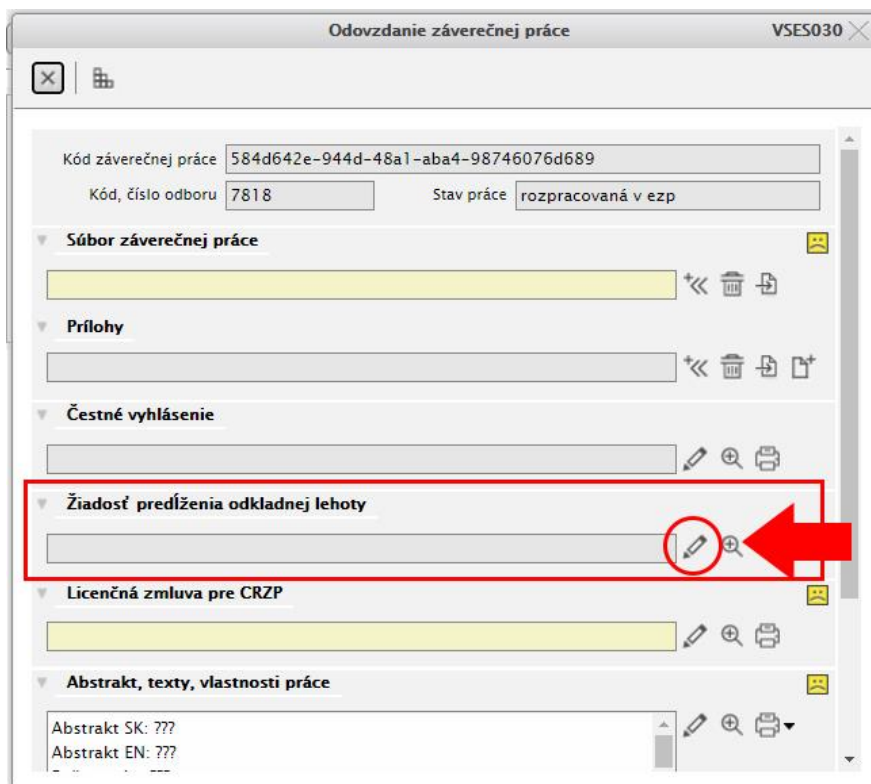 Odovzdanie záverečnej práce VSES030
Kód záverečnej práce 584d642e-944d-48a1-aba4-98746076d689
Kód, číslo odboru 7818 Stav práce rozpracovaná v ezp
Súbor záverečnej práce
Prílohy
Čestné vyhlásenie
Žiadosť predĺženia odkladnej lehoty
Licenčná zmluva pre CRZP
Abstrakt, texty, vlastnosti práce
Abstrakt SK: ???
Abstrakt EN: ???